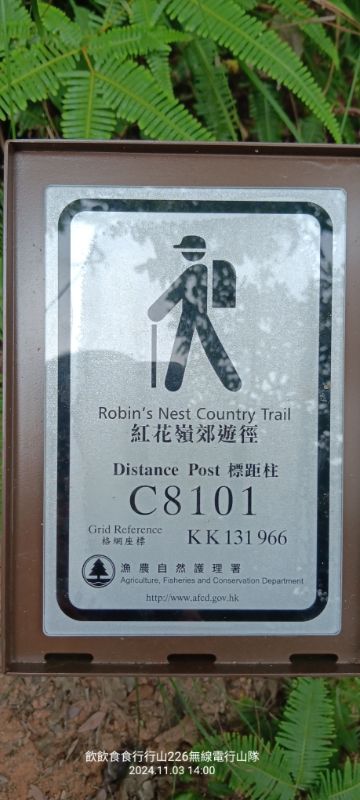 Robin's Nest Country Trail
紅花嶺郊遊徑
Distance Post 標距柱
C8101
Grid Reference KK131966
格網座標
漁農自然護理署
Agriculture, Fisheries and Conservation Department
http://www.afcd.gov.hk
飲飲食食行行山226無線電行山隊
2024.11.03 14:00